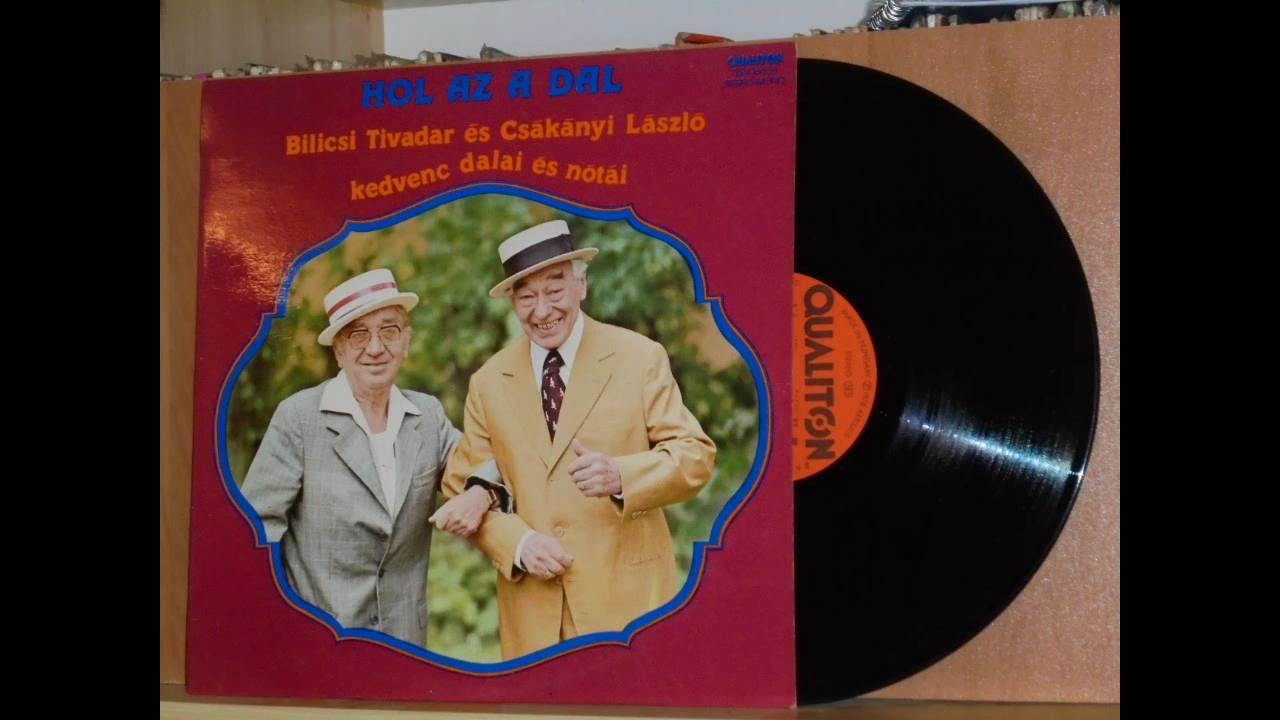 HOL AZ A DAL
QUALITON
Bilicsi Tivadar és Csákányi László
kedvenc dalai és nótái
QUALITON